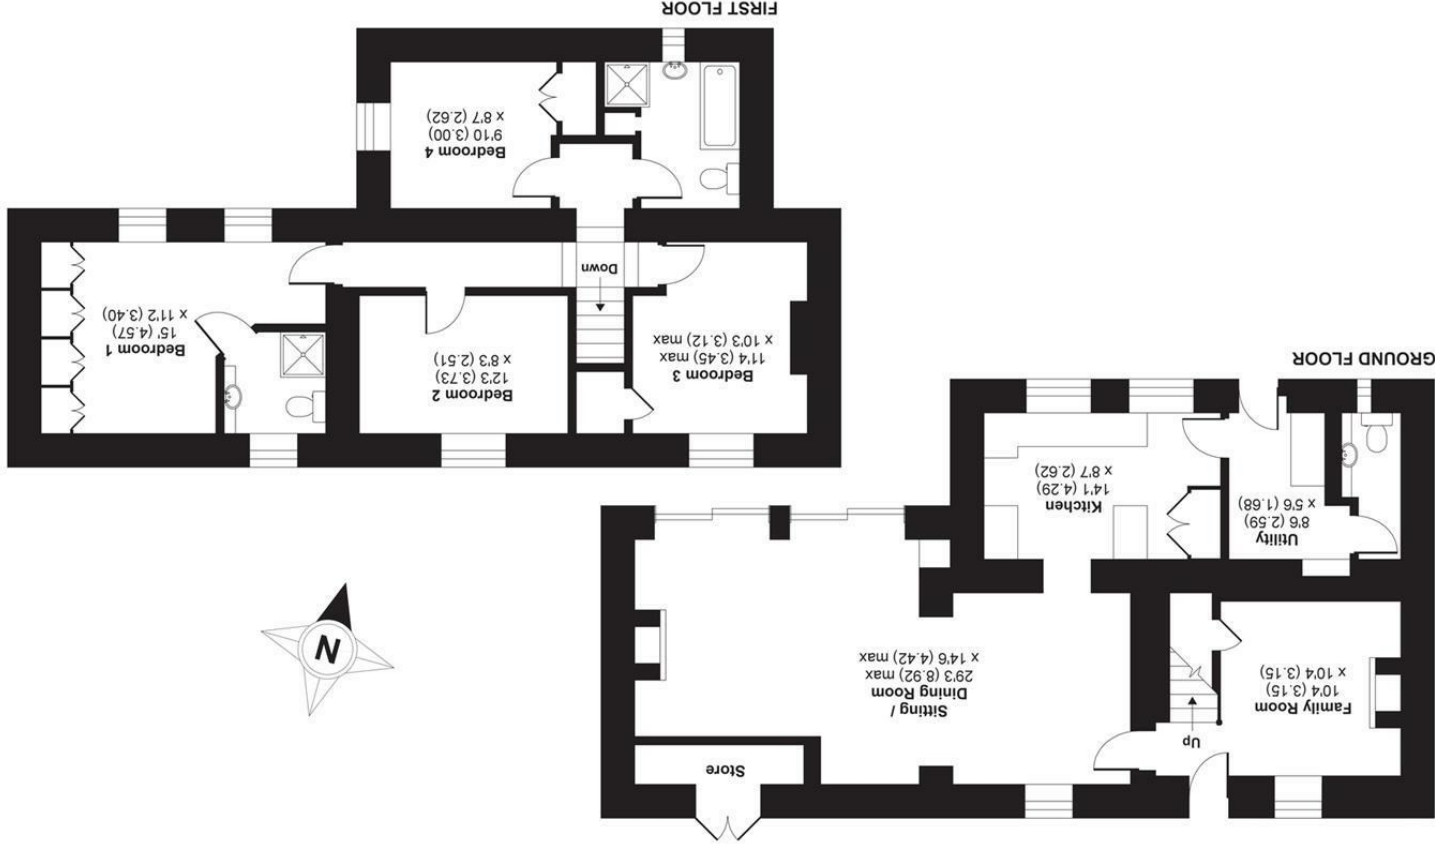 GROUND FLOOR
Store
Up
Family Room
10'4 (3.15)
x 10'4 (3.15)
Sitting /
Dining Room
29'3 (8.92) max
x 14'6 (4.42) max
Utility
8'6 (2.59)
x 5'6 (1.68)
Kitchen
14'1 (4.29)
x 8'7 (2.62)
N
FIRST FLOOR
Bedroom 3
11'4 (3.45) max
x 10'3 (3.12) max
Bedroom 2
12'3 (3.73)
x 8'3 (2.51)
Bedroom 1
15' (4.57)
x 11'2 (3.40)
Down
Bedroom 4
9'10 (3.00)
x 8'7 (2.62)